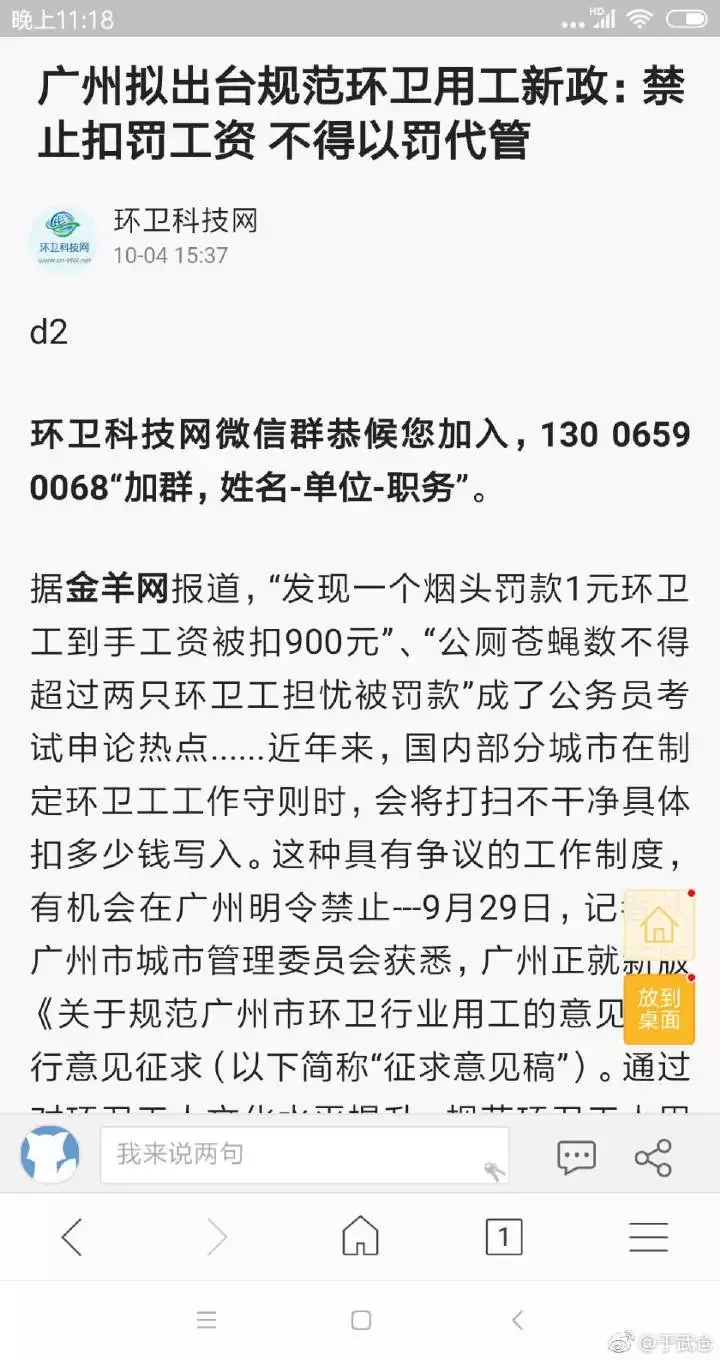 晚上11:18
HD
广州拟出台规范环卫用工新政：禁
止扣罚工资 不得以罚代管
环卫科技网
环卫科技网
www.cn-HW.net
10-04 15:37
d2
环卫科技网微信群恭候您加入，130 0659
0068“加群，姓名-单位-职务”。
据金羊网报道，“发现一个烟头罚款1元环卫
工到手工资被扣900元”、“公厕苍蝇数不得
超过两只环卫工担忧被罚款”成了公务员考
试申论热点......近年来，国内部分城市在制
定环卫工工作守则时，会将打扫不干净具体
扣多少钱写入。这种具有争议的工作制度，
有机会在广州明令禁止---9月29日，记
广州市城市管理委员会获悉，广州正就新版
《关于规范广州市环卫行业用工的意见
行意见征求（以下简称“征求意见稿”）。通过
放到
桌面
我来说两句
1
@于武仓